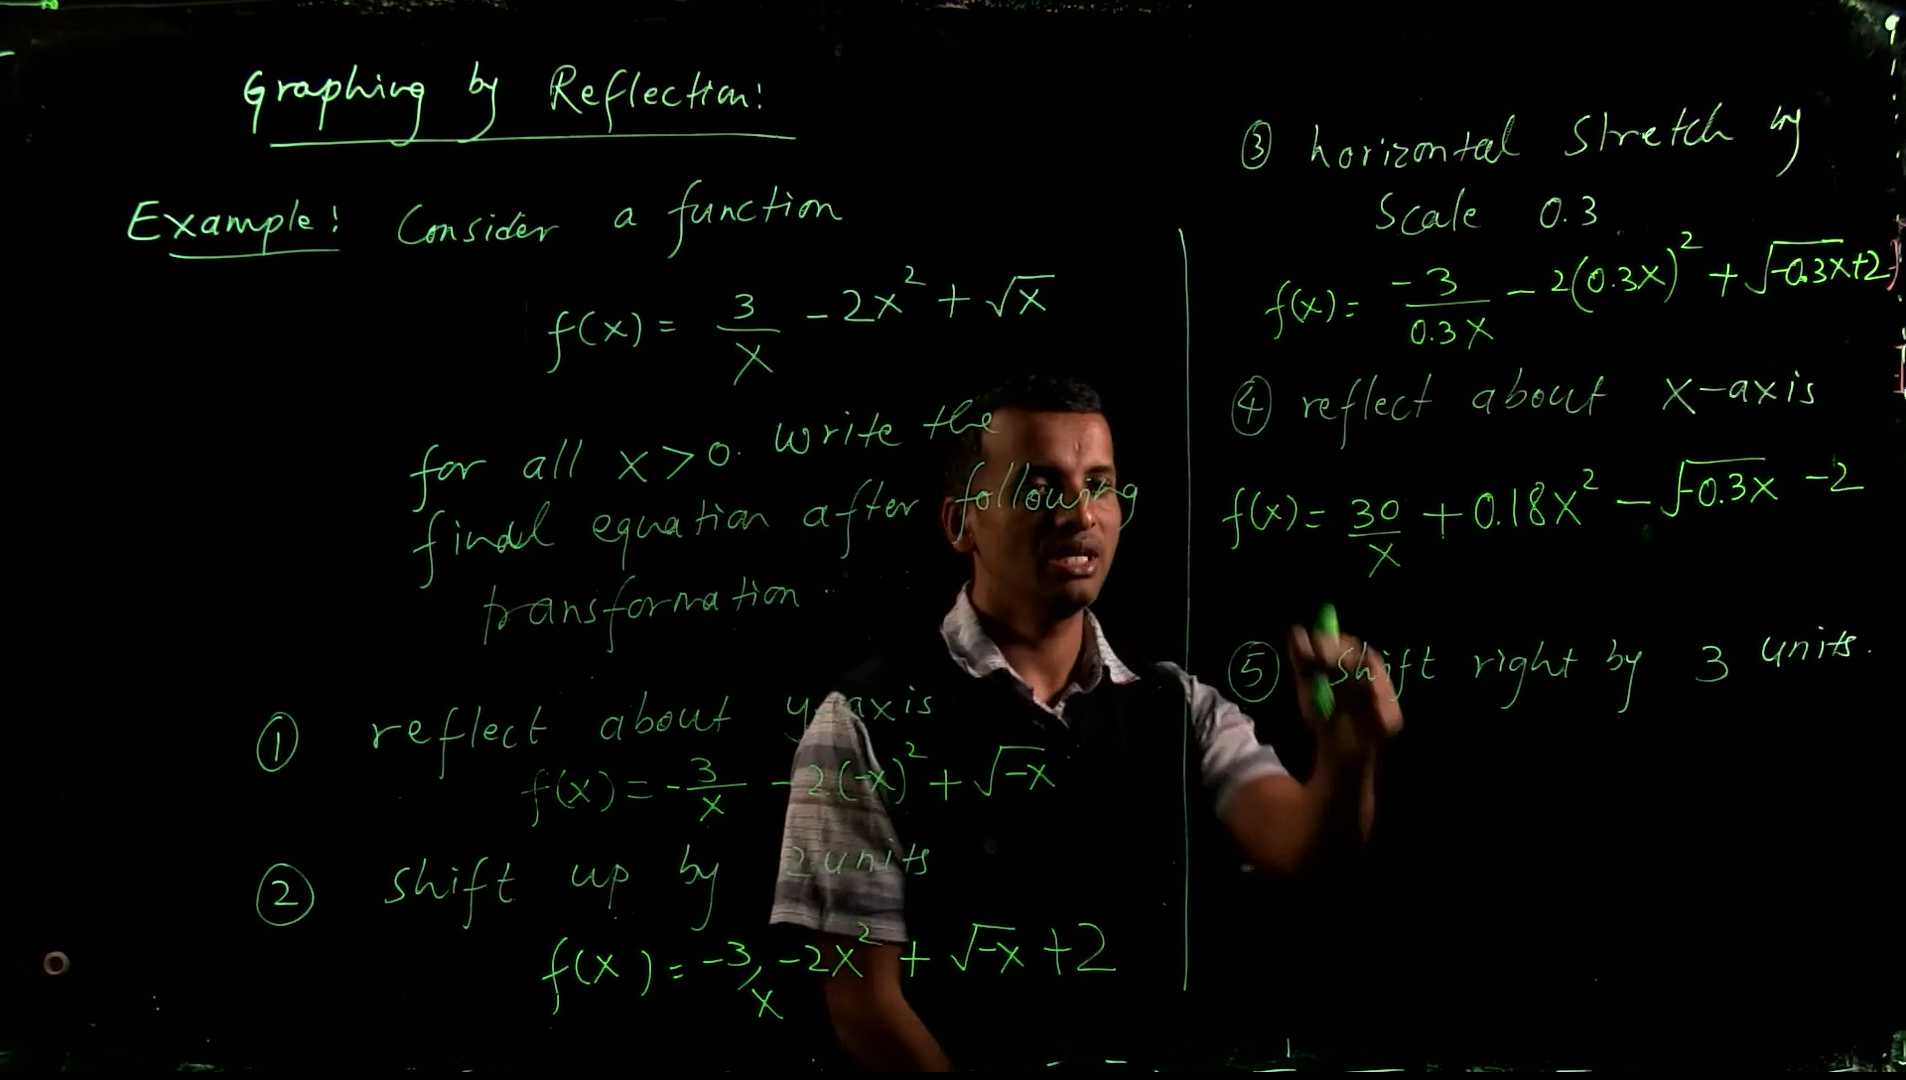 Graphing by Reflection:
Example: Consider a function
f(x) = 3/x - 2x² + √x
for all x > 0. Write the
final equation after following
transformation.
① reflect about y-axis
f(x) = -3/x - 2(-x)² + √-x
② Shift up by 2 units
f(x) = -3/x - 2x² + √-x + 2
③ horizontal Stretch by
Scale 0.3
f(x) = -3/0.3x - 2(0.3x)² + √-0.3x + 2
④ reflect about x-axis
f(x) = 30/x + 0.18x² - √-0.3x - 2
⑤ Shift right by 3 units.